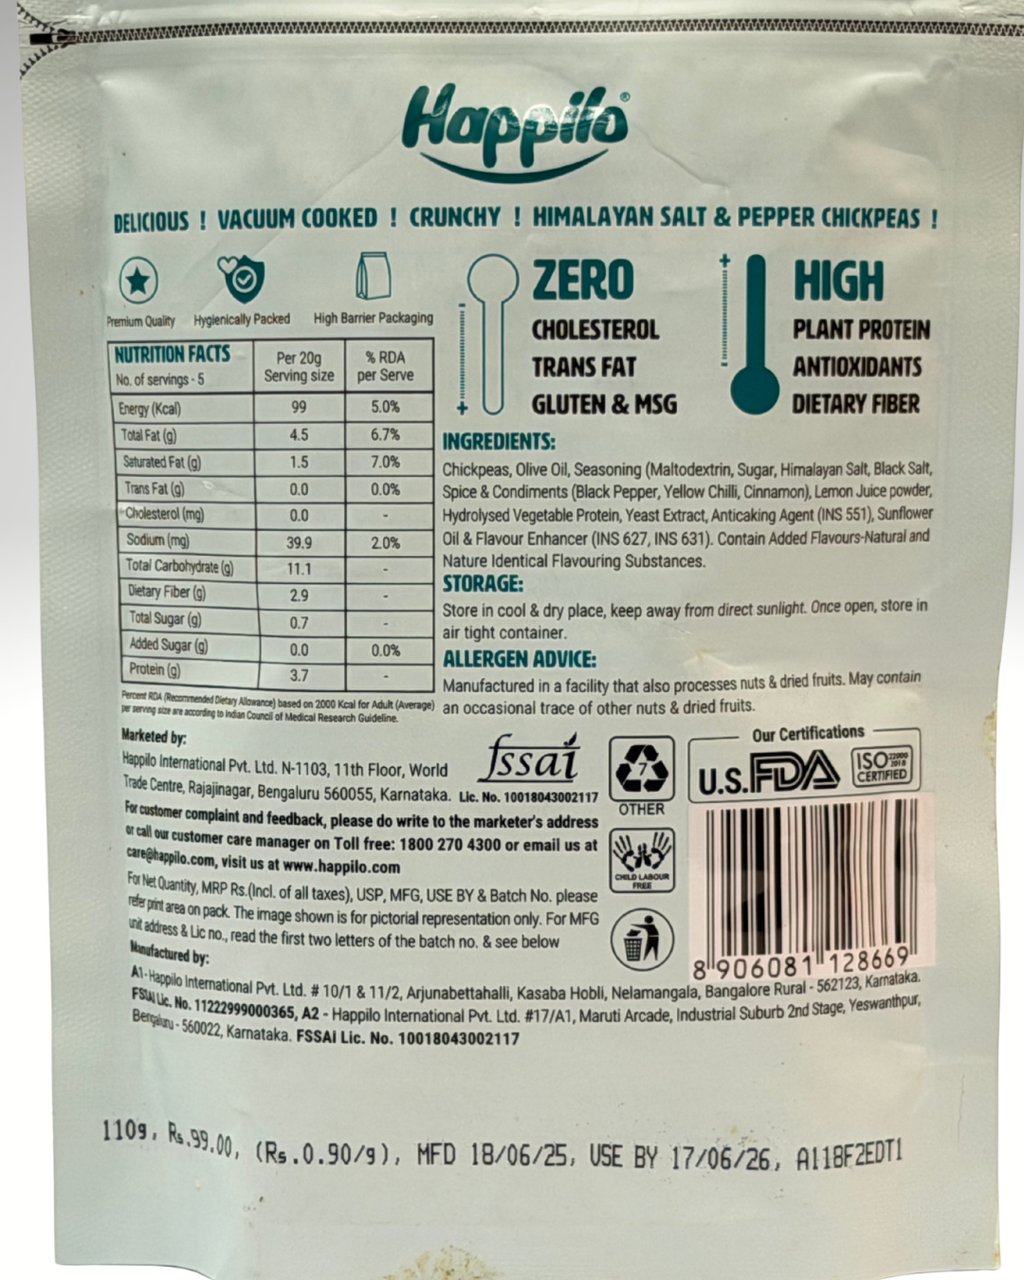 Happilo®
DELICIOUS ! VACUUM COOKED ! CRUNCHY ! HIMALAYAN SALT & PEPPER CHICKPEAS !
Premium Quality
Hygienically Packed
High Barrier Packaging
ZERO
CHOLESTEROL
TRANS FAT
GLUTEN & MSG
HIGH
PLANT PROTEIN
ANTIOXIDANTS
DIETARY FIBER
NUTRITION FACTS
No. of servings - 5
Per 20g
Serving size
% RDA
per Serve
Energy (Kcal) 99 5.0%
Total Fat (g) 4.5 6.7%
Saturated Fat (g) 1.5 7.0%
Trans Fat (g) 0.0 0.0%
Cholesterol (mg) 0.0 -
Sodium (mg) 39.9 2.0%
Total Carbohydrate (g) 11.1 -
Dietary Fiber (g) 2.9 -
Total Sugar (g) 0.7 -
Added Sugar (g) 0.0 0.0%
Protein (g) 3.7 -
Percent RDA (Recommended Dietary Allowance) based on 2000 Kcal for Adult (Average)
per serving size are according to Indian Council of Medical Research Guideline.
INGREDIENTS:
Chickpeas, Olive Oil, Seasoning (Maltodextrin, Sugar, Himalayan Salt, Black Salt,
Spice & Condiments (Black Pepper, Yellow Chilli, Cinnamon), Lemon Juice powder,
Hydrolysed Vegetable Protein, Yeast Extract, Anticaking Agent (INS 551), Sunflower
Oil & Flavour Enhancer (INS 627, INS 631). Contain Added Flavours-Natural and
Nature Identical Flavouring Substances.
STORAGE:
Store in cool & dry place, keep away from direct sunlight. Once open, store in
air tight container.
ALLERGEN ADVICE:
Manufactured in a facility that also processes nuts & dried fruits. May contain
an occasional trace of other nuts & dried fruits.
Marketed by:
Happilo International Pvt. Ltd. N-1103, 11th Floor, World
Trade Centre, Rajajinagar, Bengaluru 560055, Karnataka.
fssai
Lic. No. 10018043002117
For customer complaint and feedback, please do write to the marketer's address
or call our customer care manager on Toll free: 1800 270 4300 or email us at
care@happilo.com, visit us at www.happilo.com
For Net Quantity, MRP Rs.(Incl. of all taxes), USP, MFG, USE BY & Batch No. please
refer print area on pack. The image shown is for pictorial representation only. For MFG
unit address & Lic no., read the first two letters of the batch no. & see below
7
OTHER
CHILD LABOUR
FREE
Our Certifications
U.S.FDA
ISO 22000
2018
CERTIFIED
8 906081 128669
Manufactured by:
A1- Happilo International Pvt. Ltd. # 10/1 & 11/2, Arjunabettahalli, Kasaba Hobli, Nelamangala, Bangalore Rural - 562123, Karnataka.
FSSAI Lic. No. 11222999000365, A2 - Happilo International Pvt. Ltd. #17/A1, Maruti Arcade, Industrial Suburb 2nd Stage, Yeswanthpur,
Bengaluru - 560022, Karnataka. FSSAI Lic. No. 10018043002117
110g, Rs.99.00, (Rs.0.90/g), MFD 18/06/25, USE BY 17/06/26, A118F2EDT1